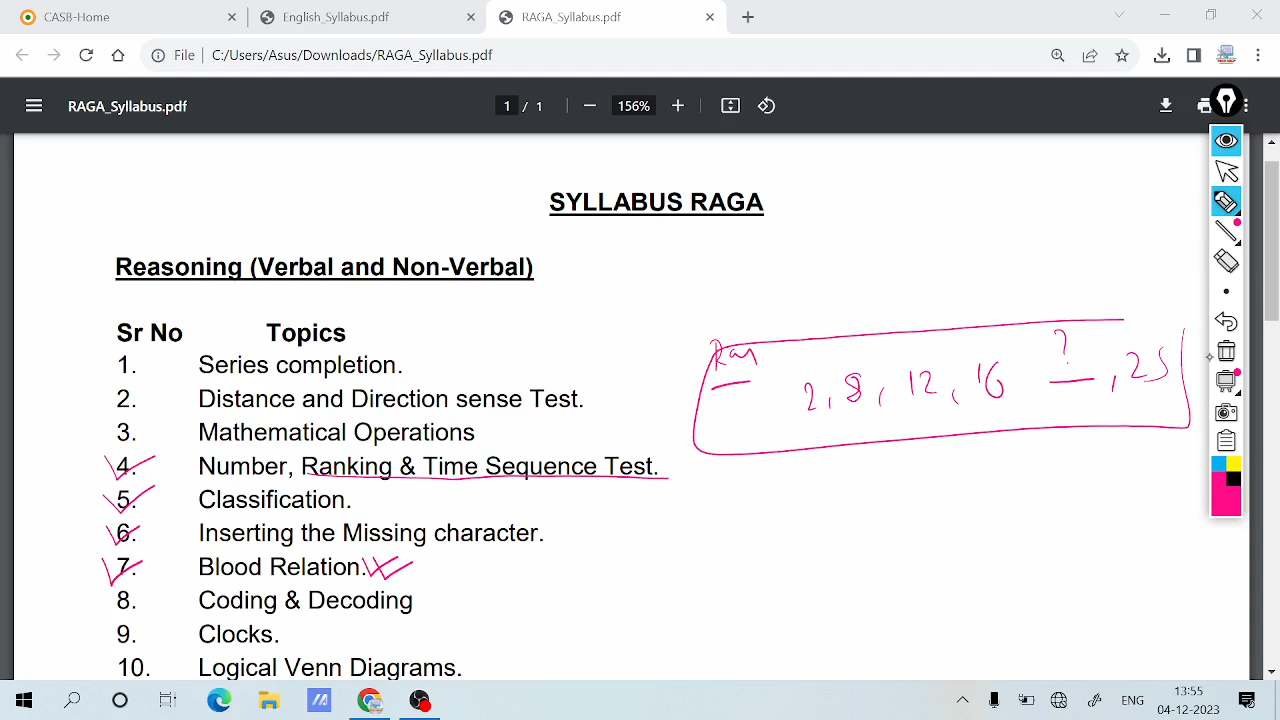 CASB-Home
English_Syllabus.pdf
RAGA_Syllabus.pdf
File
C:/Users/Asus/Downloads/RAGA_Syllabus.pdf
RAGA_Syllabus.pdf
1 / 1
156%
SYLLABUS RAGA
Reasoning (Verbal and Non-Verbal)
Sr No Topics
1. Series completion.
2. Distance and Direction sense Test.
3. Mathematical Operations
4. Number, Ranking & Time Sequence Test.
5. Classification.
6. Inserting the Missing character.
7. Blood Relation.
8. Coding & Decoding
9. Clocks.
10. Logical Venn Diagrams.
Ran
2, 8, 12, 16 ?, 25
ENG
13:55
04-12-2023